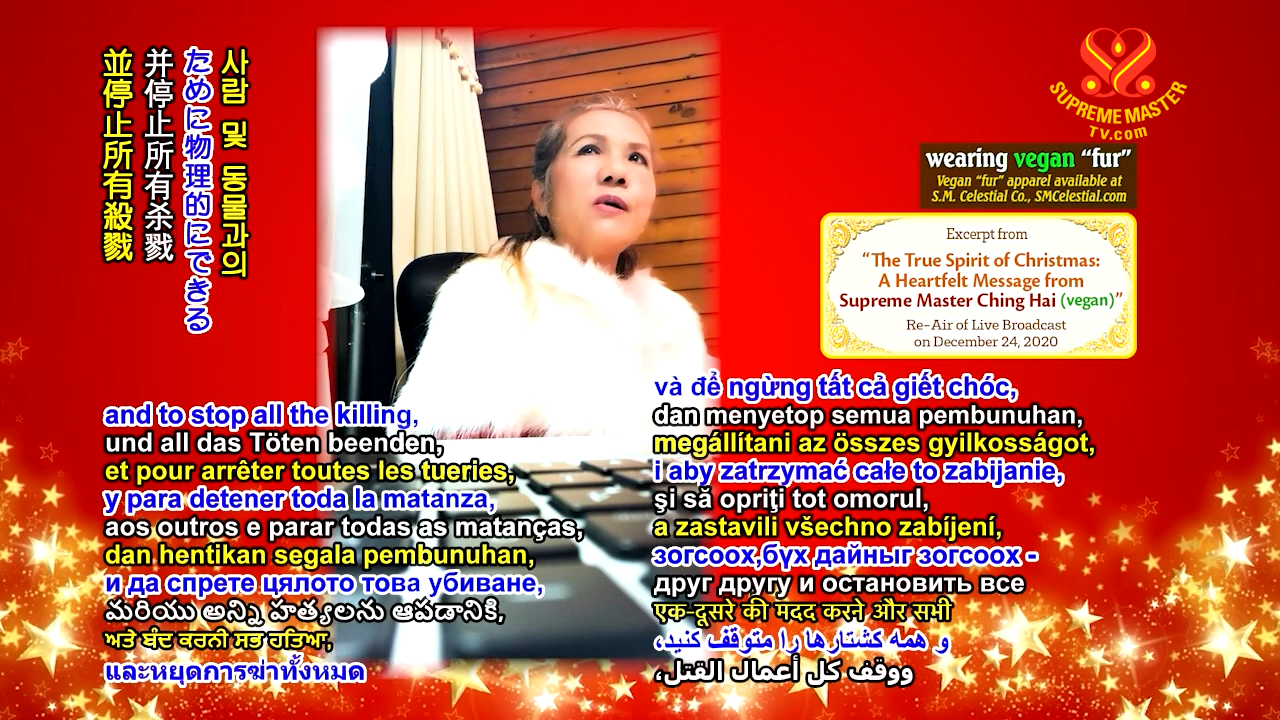 사람 및 동물과의
ために物理的にできる
并停止所有杀戮
並停止所有殺戮
SUPREME MASTER
TV.com
wearing vegan “fur”
Vegan “fur” apparel available at
S.M. Celestial Co., SMCelestial.com
Excerpt from
“The True Spirit of Christmas:
A Heartfelt Message from
Supreme Master Ching Hai (vegan)”
Re-Air of Live Broadcast
on December 24, 2020
and to stop all the killing,
und all das Töten beenden,
et pour arrêter toutes les tueries,
y para detener toda la matanza,
aos outros e parar todas as matanças,
dan hentikan segala pembunuhan,
и да спрете цялото това убиване,
మరియు అన్ని హత్యలను ఆపడానికి,
ਅਤੇ ਬੰਦ ਕਰਨੀ ਸਭ ਹਤਿਆ,
และหยุดการฆ่าทั้งหมด
và để ngừng tất cả giết chóc,
dan menyetop semua pembunuhan,
megállítani az összes gyilkosságot,
i aby zatrzymać całe to zabijanie,
şi să opriţi tot omorul,
a zastavili všechno zabíjení,
зогсоох,бүх дайныг зогсоох -
друг другу и остановить все
एक-दूसरे की मदद करने और सभी
و همه کشتارها را متوقف کنید،
ووقف كل أعمال القتل،